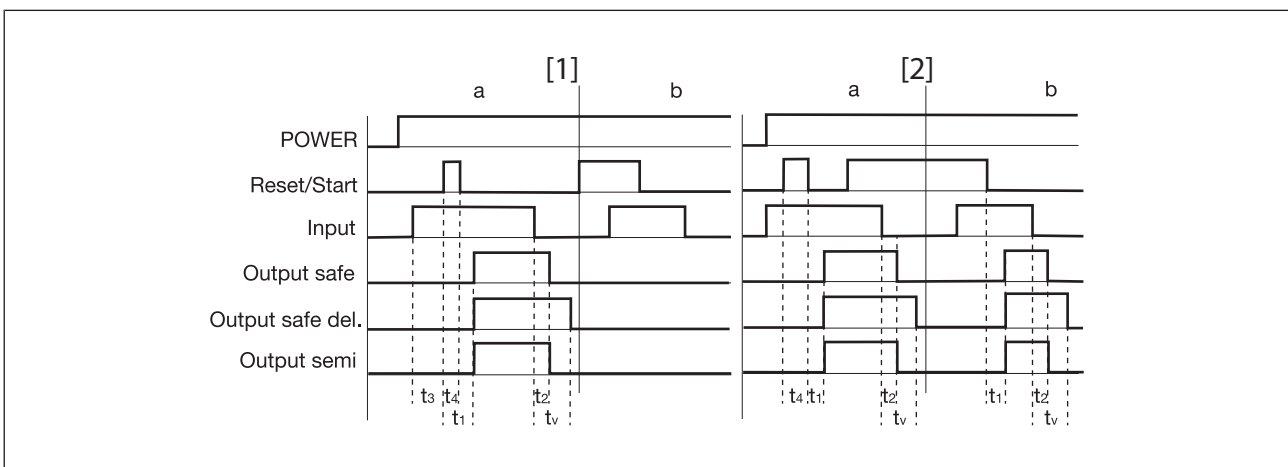 [1] [2]
a b a b
POWER
Reset/Start
Input
Output safe
Output safe del.
Output semi
t3 t4 t2 t4 t1 t2 t1 t2
t1 tv tv tv